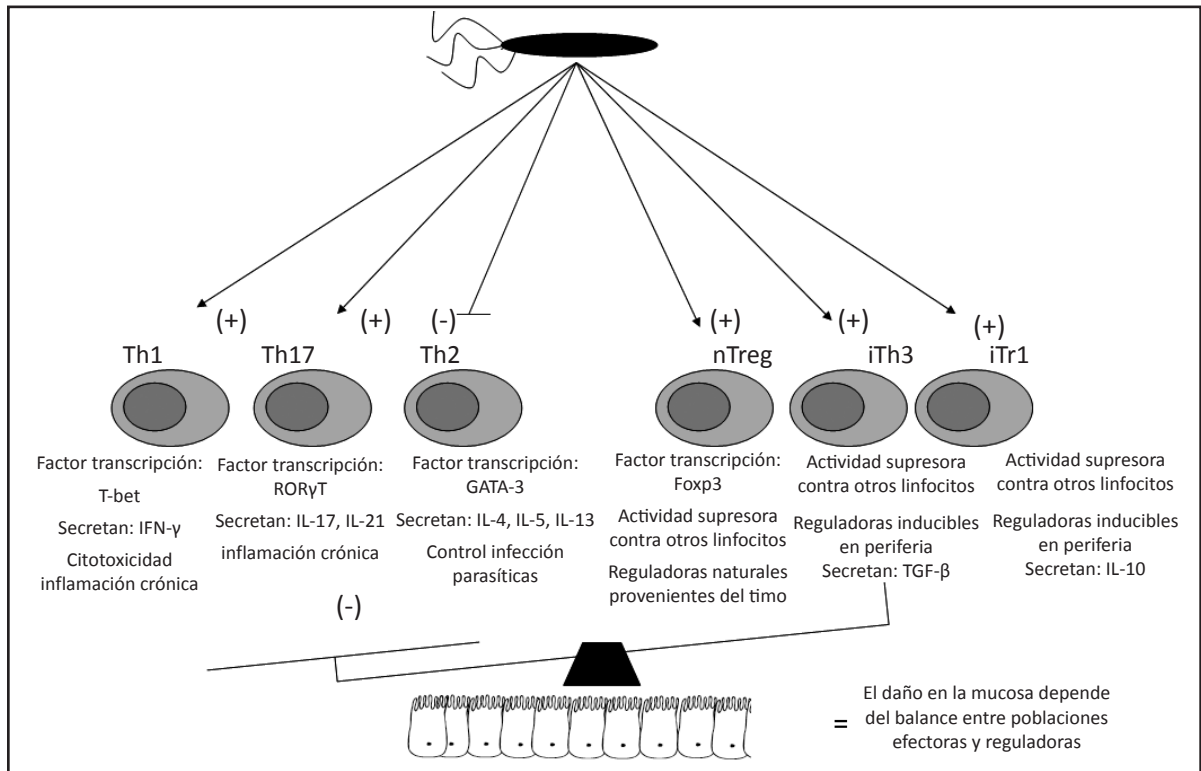 (+)
(+)
(-)
(+)
(+)
(+)
Th1
Th17
Th2
nTreg
iTh3
iTr1
Factor transcripción:
T-bet
Secretan: IFN-γ
Citotoxicidad
inflamación crónica
Factor transcripción:
RORγT
Secretan: IL-17, IL-21
inflamación crónica
Factor transcripción:
GATA-3
Secretan: IL-4, IL-5, IL-13
Control infección
parasíticas
Factor transcripción:
Foxp3
Actividad supresora
contra otros linfocitos
Reguladoras naturales
provenientes del timo
Actividad supresora
contra otros linfocitos
Reguladoras inducibles
en periferia
Secretan: TGF-β
Actividad supresora
contra otros linfocitos
Reguladoras inducibles
en periferia
Secretan: IL-10
(-)
=
El daño en la mucosa depende
del balance entre poblaciones
efectoras y reguladoras